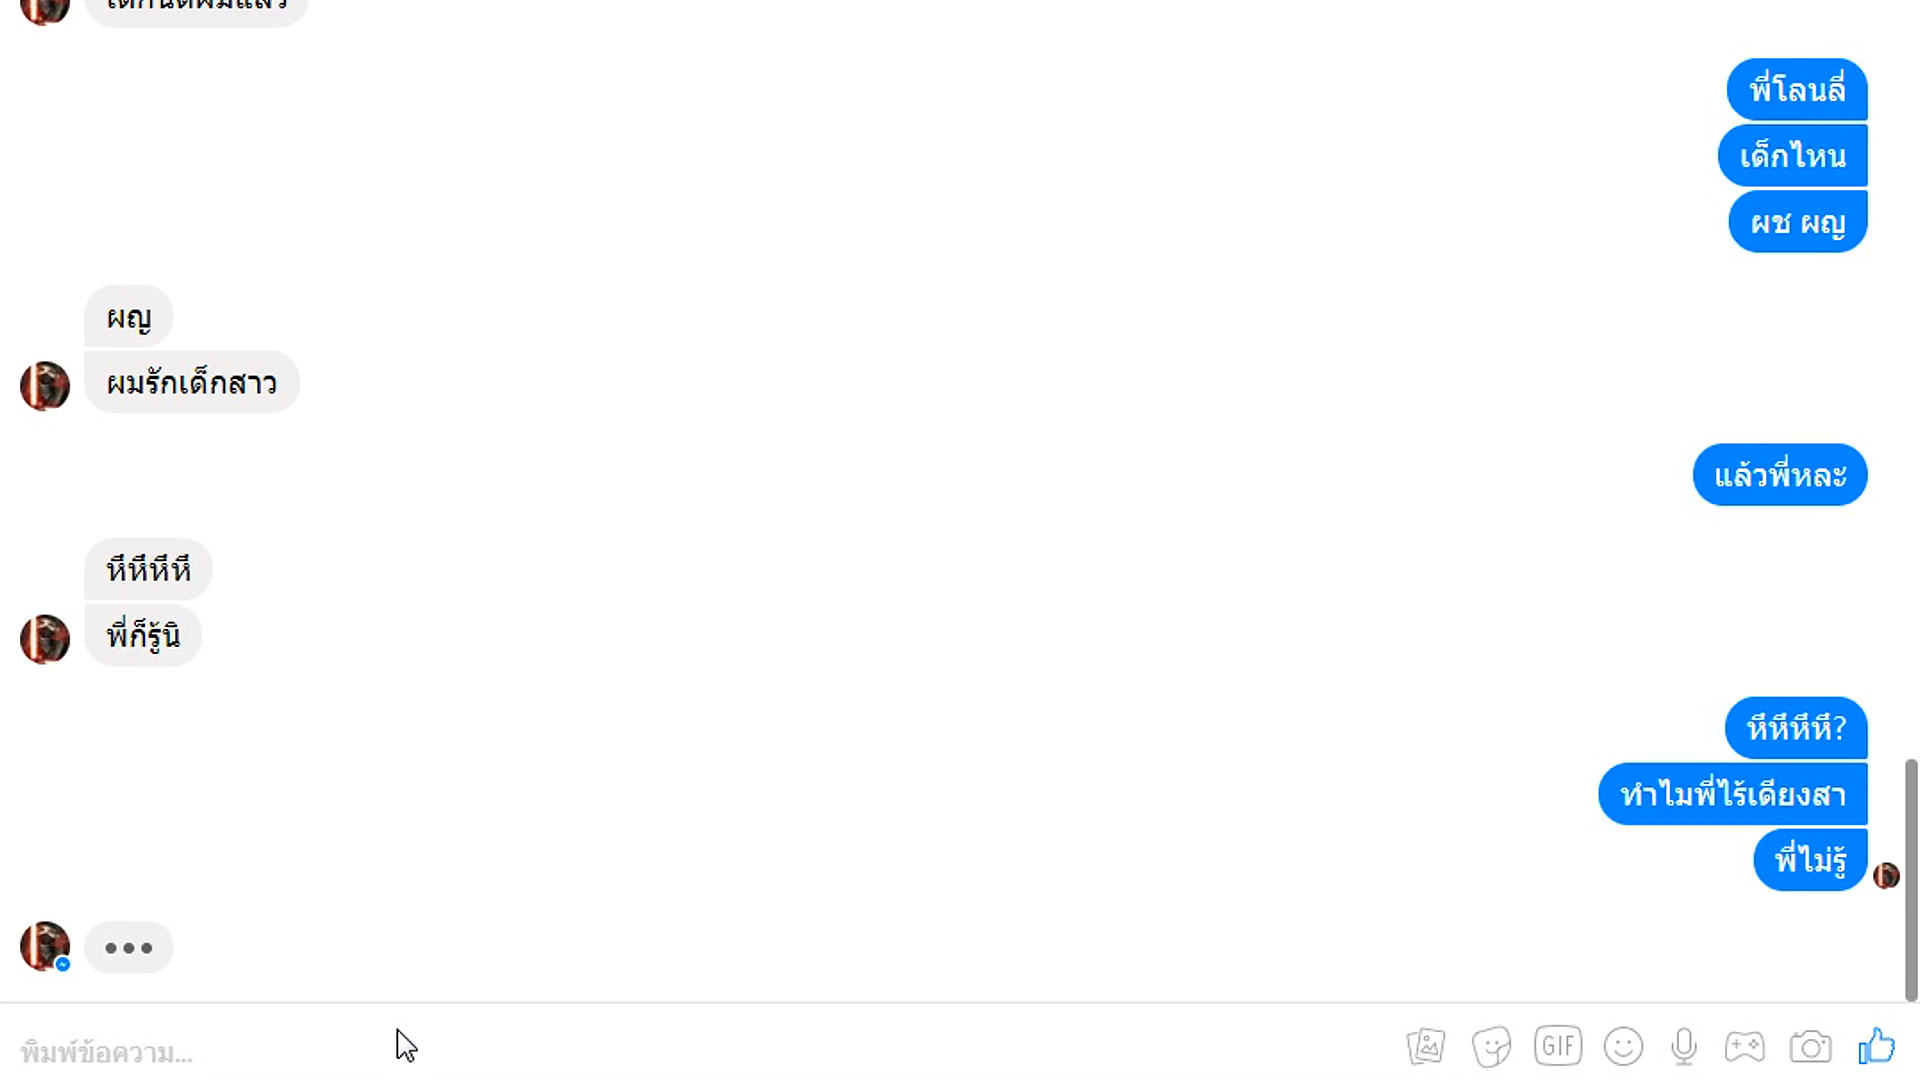 พี่โลนลี่
เด็กไหน
ผช ผญ
ผญ
ผมรักเด็กสาว
แล้วพี่หละ
หึหึหึหึ
พี่ก็รู้นิ
หึหึหึหึ?
ทำไมพี่ไร้เดียงสา
พี่ไม่รู้
พิมพ์ข้อความ...
GIF